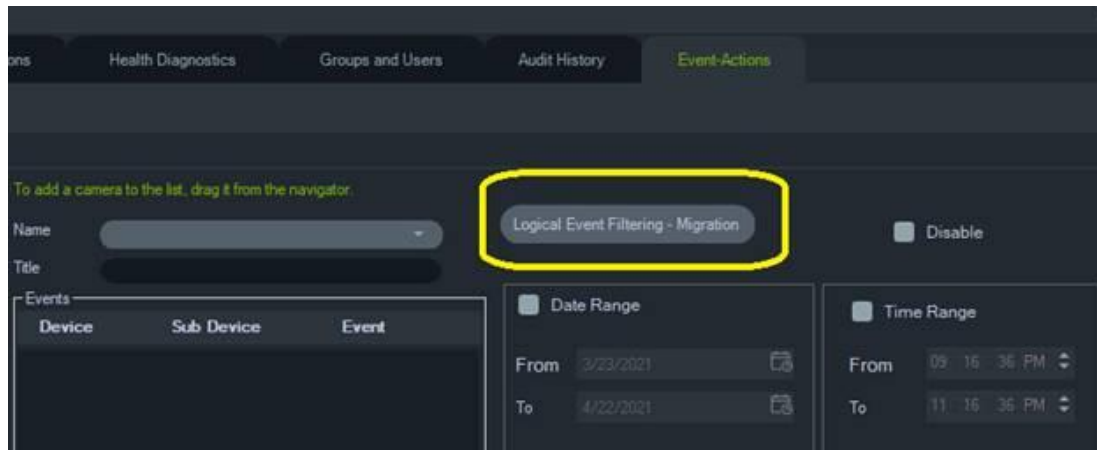 ons Health Diagnostics Groups and Users Audit History Event-Actions
To add a camera to the list, drag it from the navigator.
Name
Logical Event Filtering - Migration
Disable
Title
Events
Device Sub Device Event
Date Range
From 3/23/2021
To 4/22/2021
Time Range
From 09 16 36 PM
To 11 16 36 PM